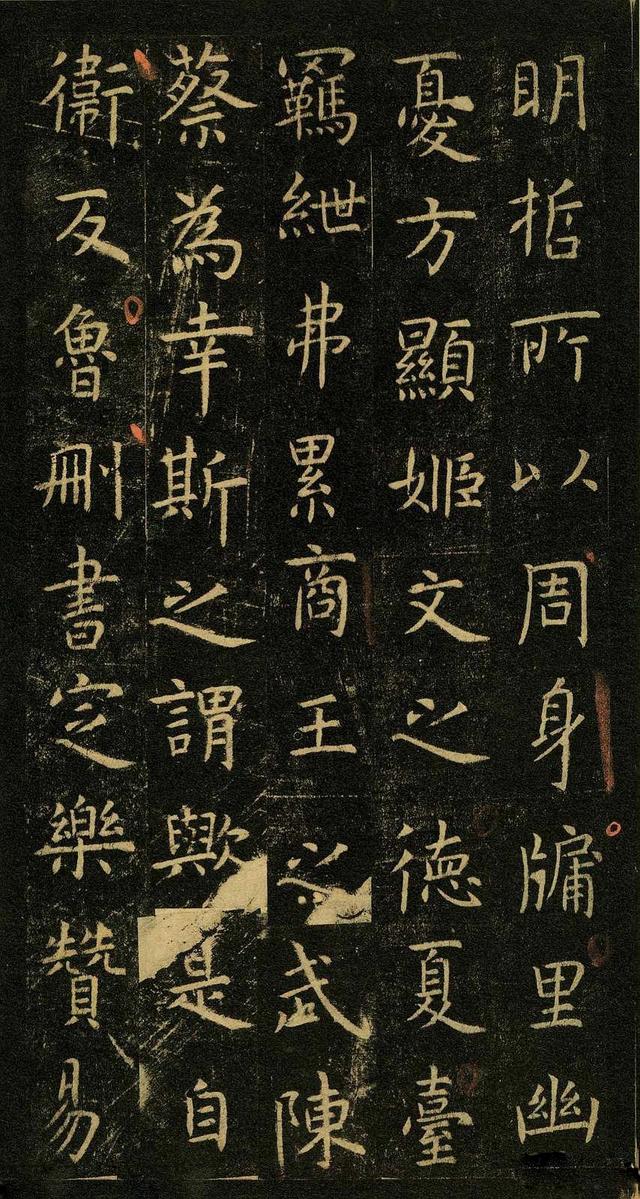 明哲所以周身牖里幽
憂方顯姬文之德夏臺
羈紲弗累商王之武陳
蔡為幸斯之謂歟是自
衛反魯刪書定樂贊易